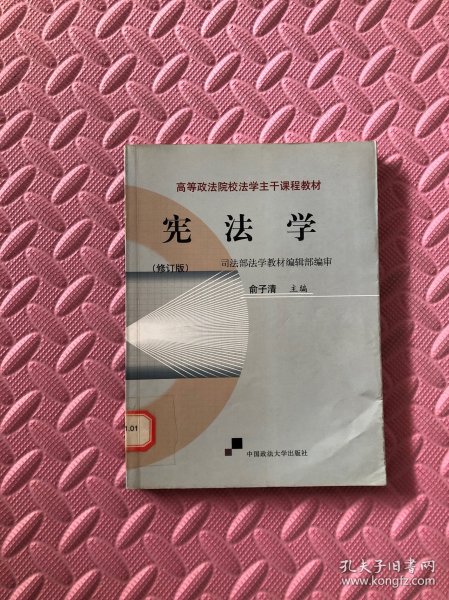 高等政法院校法学主干课程教材
宪法学
(修订版)
司法部法学教材编辑部编审
俞子清 主编
1.01
中国政法大学出版社
孔夫子旧书网
www.kongfz.com